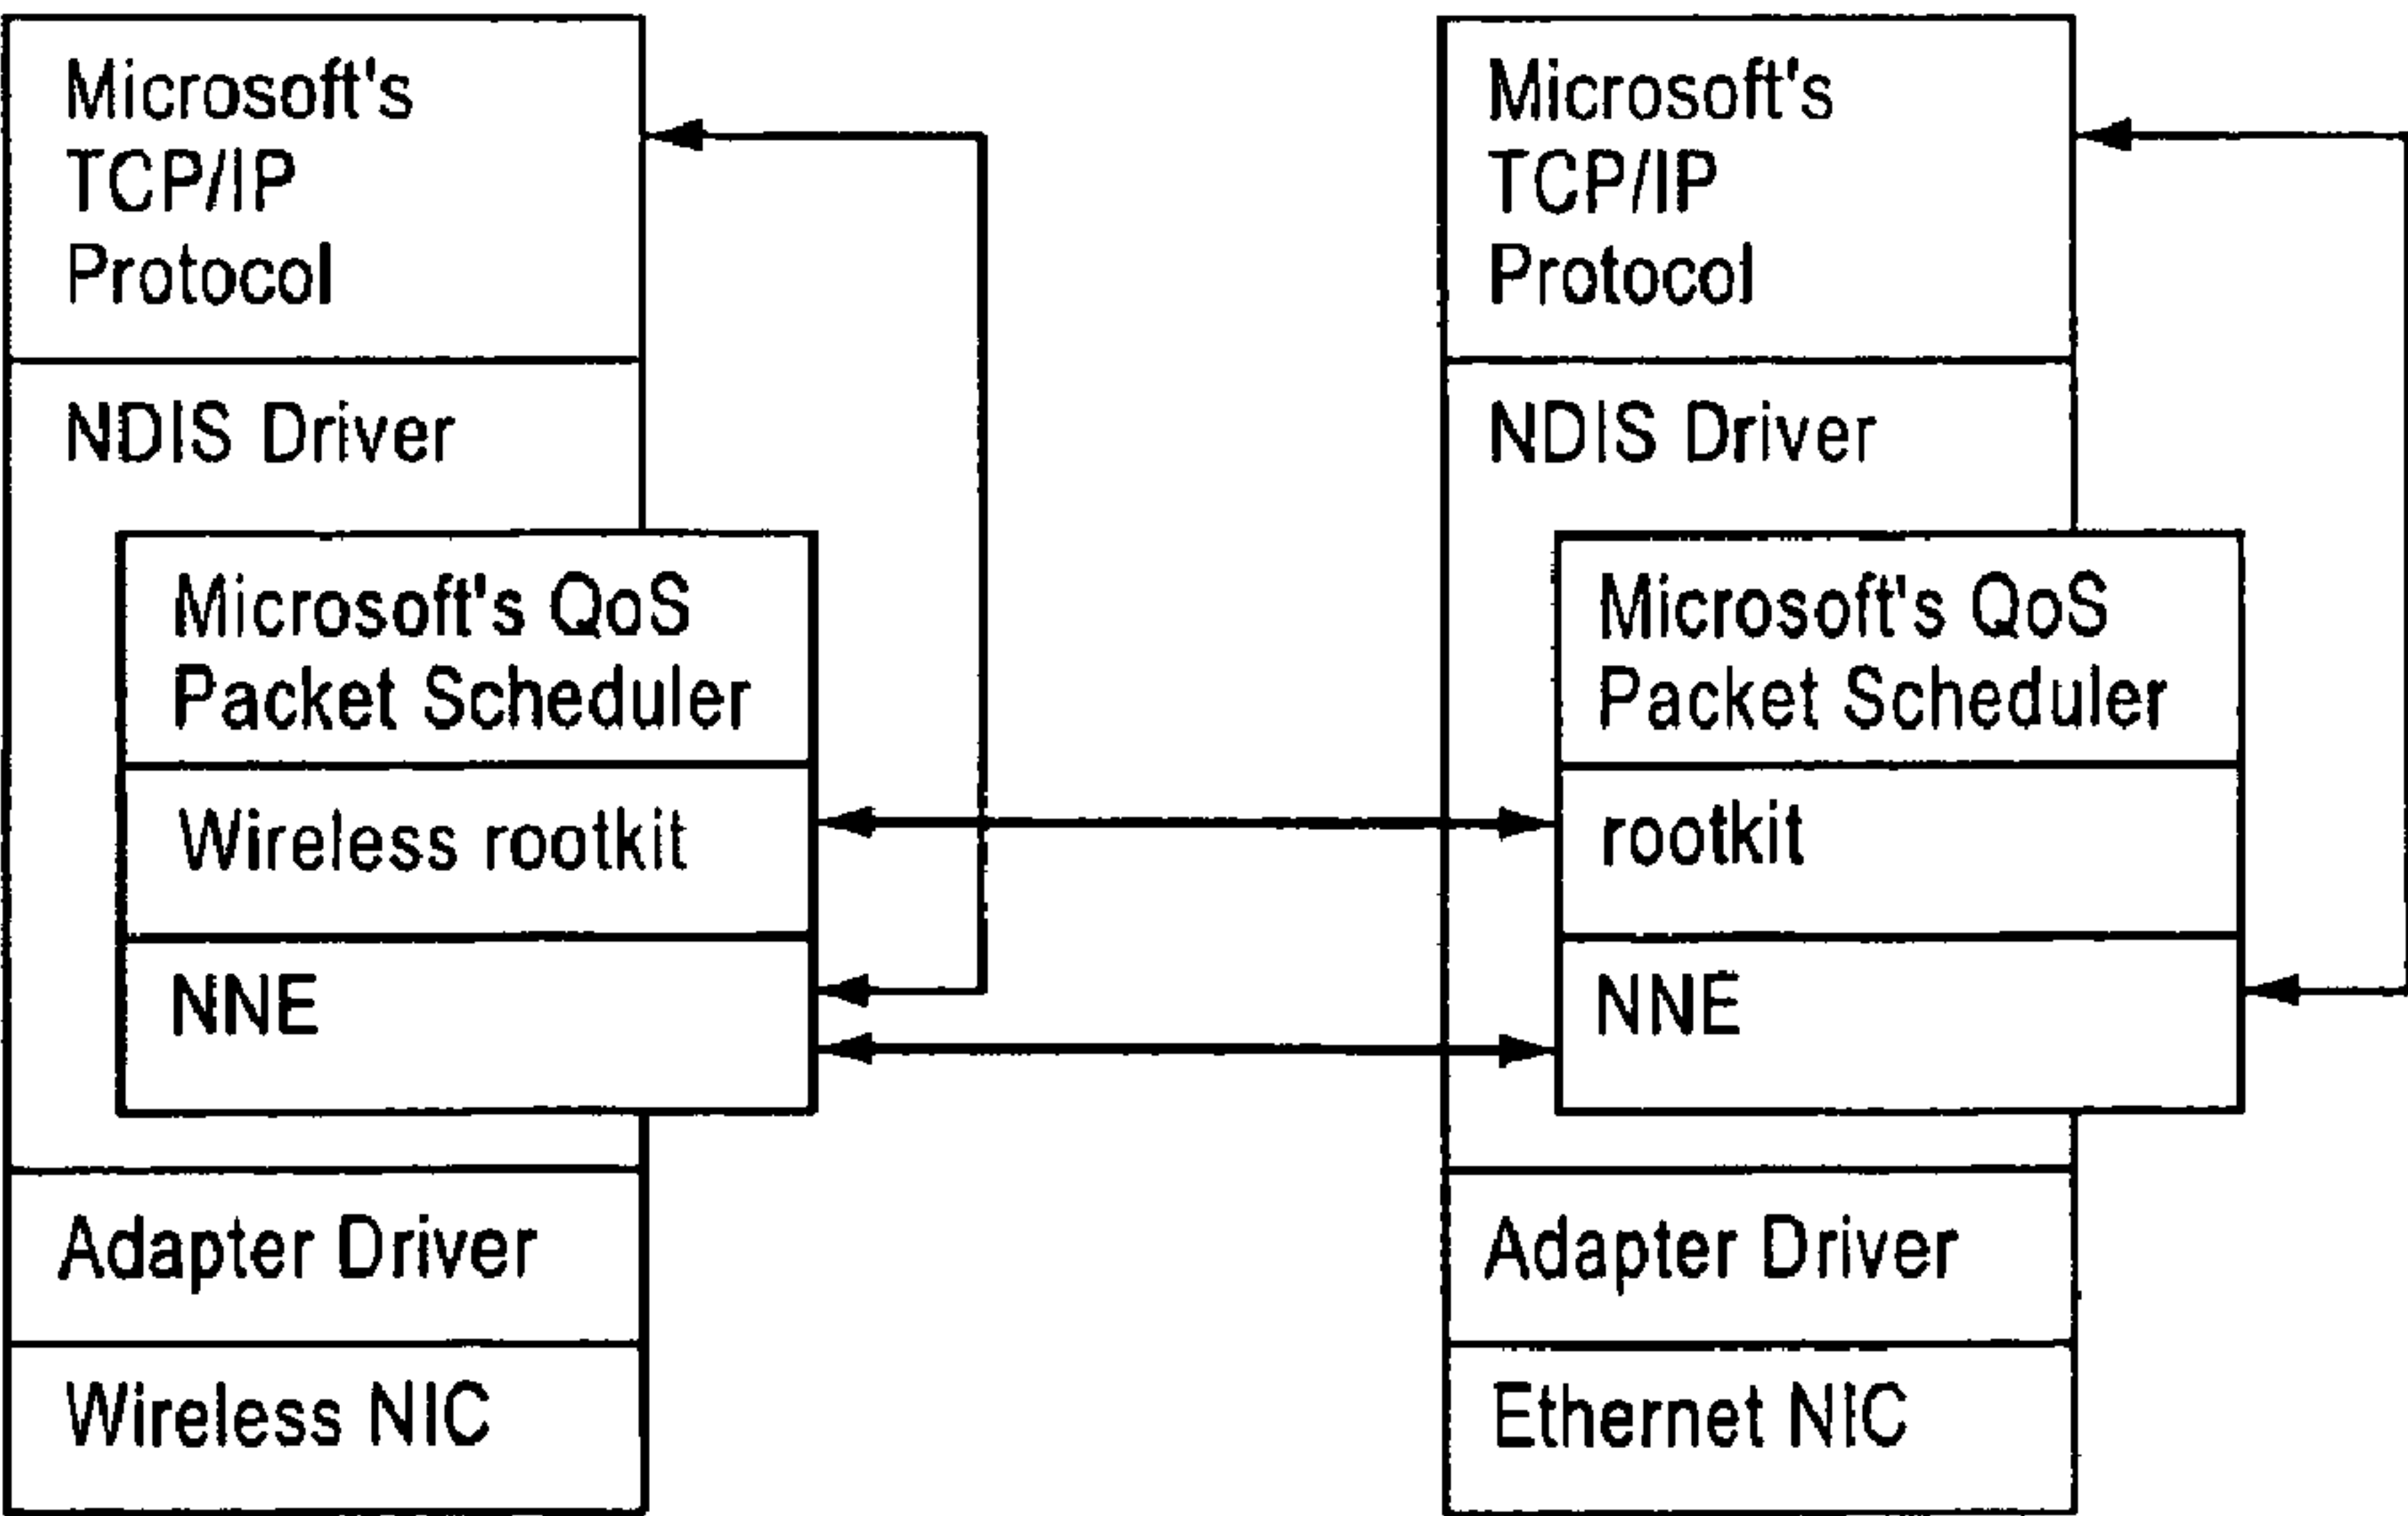 Microsoft's
TCP/IP
Protocol
NDIS Driver
Microsoft's QoS
Packet Scheduler
Wireless rootkit
NNE
Adapter Driver
Wireless NIC
Microsoft's
TCP/IP
Protocol
NDIS Driver
Microsoft's QoS
Packet Scheduler
rootkit
NNE
Adapter Driver
Ethernet NIC